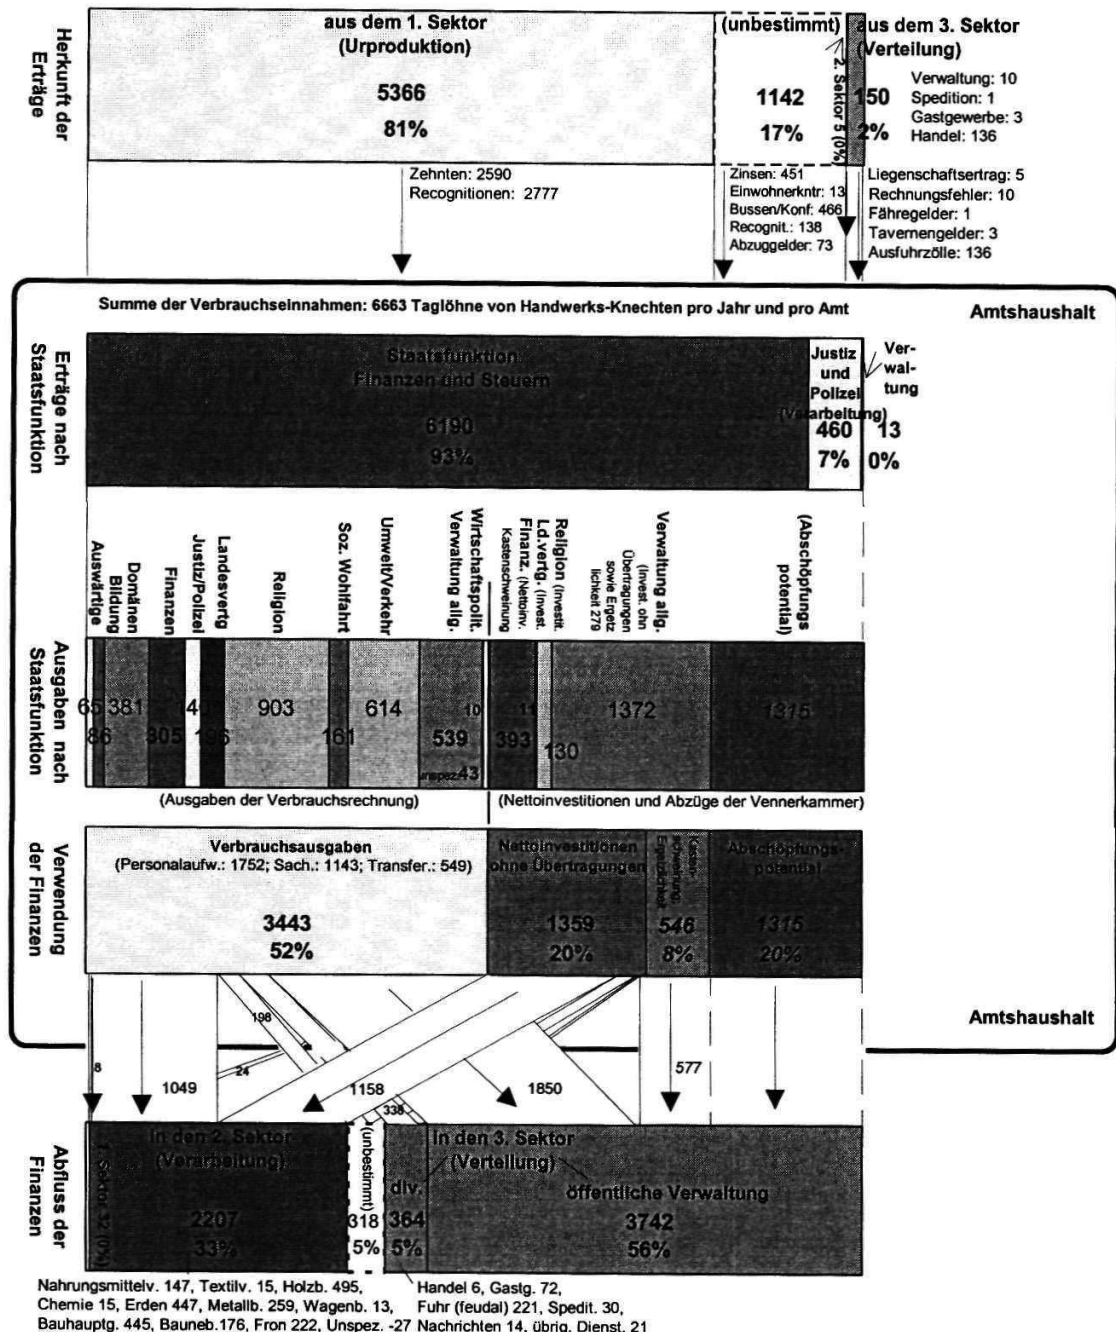 Herkunft der
Erträge
aus dem 1. Sektor
(Urproduktion)
5366
81%
(unbestimmt)
1142
17%
2. Sektor 5 (0%)
aus dem 3. Sektor
(Verteilung)
150
2%
Verwaltung: 10
Spedition: 1
Gastgewerbe: 3
Handel: 136
Zehnten: 2590
Recognitionen: 2777
Zinsen: 451
Einwohnerkntr: 13
Bussen/Konf: 466
Recognit.: 138
Abzuggelder: 73
Liegenschaftsertrag: 5
Rechnungsfehler: 10
Fähregelder: 1
Tavernengelder: 3
Ausfuhrzölle: 136
Summe der Verbrauchseinnahmen: 6663 Taglöhne von Handwerks-Knechten pro Jahr und pro Amt
Amtshaushalt
Erträge nach
Staatsfunktion
Staatsfunktion
Finanzen und Steuern
6190
93%
Justiz
und
Polizei
(Verarbeitung)
460
7%
Ver-
wal-
tung
13
0%
Auswärtige
Bildung
Domänen
Finanzen
Justiz/Polizei
Landesvertg
Religion
Soz. Wohlfahrt
Umwelt/Verkehr
Verwaltung allg.
Wirtschaftspolit.
Kastenschweinung
Finanz. (Nettoinv.
Ld.vertg. (Invest.
Religion (Investit.
Verwaltung allg.
(Invest. ohn
Übertragungen
sowie Ergetz
lichkeit 279
(Abschöpfungs
potential)
Ausgaben nach
Staatsfunktion
65
86
381
305
140
196
903
161
614
539
10
unspez.43
393
11
130
1372
1315
(Ausgaben der Verbrauchsrechnung)
(Nettoinvestitionen und Abzüge der Vennerkammer)
Verwendung
der Finanzen
Verbrauchsausgaben
(Personalaufw.: 1752; Sach.: 1143; Transfer.: 549)
3443
52%
Nettoinvestitionen
ohne Übertragungen
1359
20%
Kasten-
schweinung,
Ergetzlichkeit
546
8%
Abschöpfungs-
potential
1315
20%
Amtshaushalt
8
1049
198
24
1158
338
1850
577
Abfluss der
Finanzen
1. Sektor 32 (0%)
In den 2. Sektor
(Verarbeitung)
2207
33%
(unbestimmt)
318
5%
In den 3. Sektor
(Verteilung)
div.
364
5%
öffentliche Verwaltung
3742
56%
Nahrungsmittelv. 147, Textilv. 15, Holzb. 495,
Chemie 15, Erden 447, Metallb. 259, Wagenb. 13,
Bauhauptg. 445, Bauneb.176, Fron 222, Unspez. -27
Handel 6, Gastg. 72,
Fuhr (feudal) 221, Spedit. 30,
Nachrichten 14, übrig. Dienst. 21